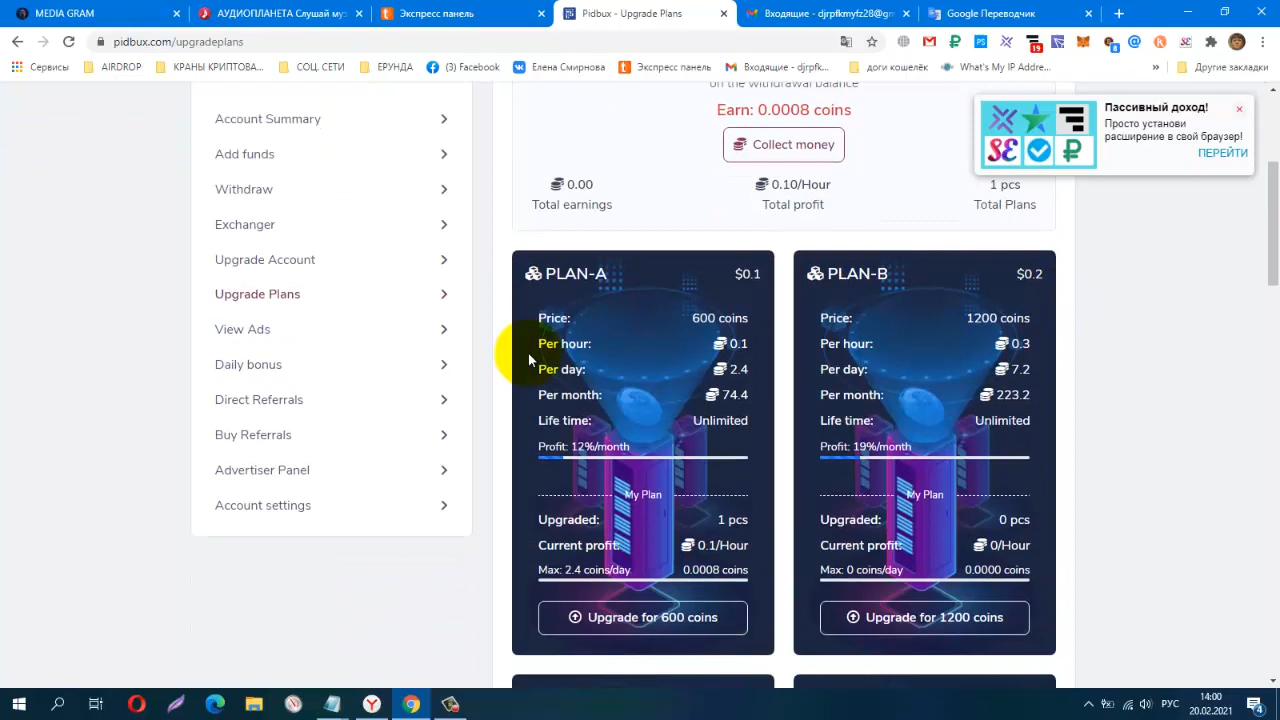 MEDIA GRAM
АУДИОПЛАНЕТА Слушай муз
Экспресс панель
Pidbux - Upgrade Plans
Входящие - djrpfkmyfz28@gm
Google Переводчик
pidbux.com/upgradeplans
19
8
Сервисы
AIRDROP
КРАНЫ КРИПТОВА...
СОЦ. СЕТИ
ЕРУНДА
(3) Facebook
Елена Смирнова
Экспресс панель
Входящие - djrpfk...
доги кошелёк
What's My IP Addre...
»
Другие закладки
on the withdrawal balance
Earn: 0.0008 coins
Collect money
0.00
0.10/Hour
1 pcs
Total earnings
Total profit
Total Plans
Пассивный доход!
Просто установи
расширение в свой браузер!
ПЕРЕЙТИ
Account Summary
Add funds
Withdraw
Exchanger
Upgrade Account
Upgrade Plans
View Ads
Daily bonus
Direct Referrals
Buy Referrals
Advertiser Panel
Account settings
PLAN-A
$0.1
Price:
600 coins
Per hour:
0.1
Per day:
2.4
Per month:
74.4
Life time:
Unlimited
Profit: 12%/month
My Plan
Upgraded:
1 pcs
Current profit:
0.1/Hour
Max: 2.4 coins/day
0.0008 coins
Upgrade for 600 coins
PLAN-B
$0.2
Price:
1200 coins
Per hour:
0.3
Per day:
7.2
Per month:
223.2
Life time:
Unlimited
Profit: 19%/month
My Plan
Upgraded:
0 pcs
Current profit:
0/Hour
Max: 0 coins/day
0.0000 coins
Upgrade for 1200 coins
РУС
14:00
20.02.2021
4